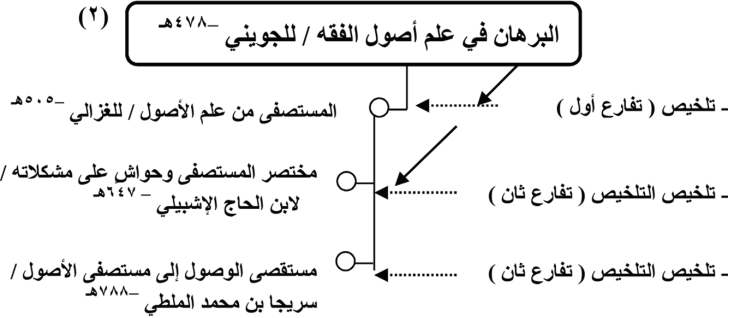 (٢)
البرهان في علم أصول الفقه / للجويني –٤٧٨هـ
- تلخيص ( تفارع أول )
المستصفى من علم الأصول / للغزالي –٥٠٥هـ
- تلخيص التلخيص ( تفارع ثان )
مختصر المستصفى وحواش على مشكلاته /
لابن الحاج الإشبيلي – ٦٤٧هـ
- تلخيص التلخيص ( تفارع ثان )
مستقصى الوصول إلى مستصفى الأصول /
سريجا بن محمد الملطي –٧٨٨هـ